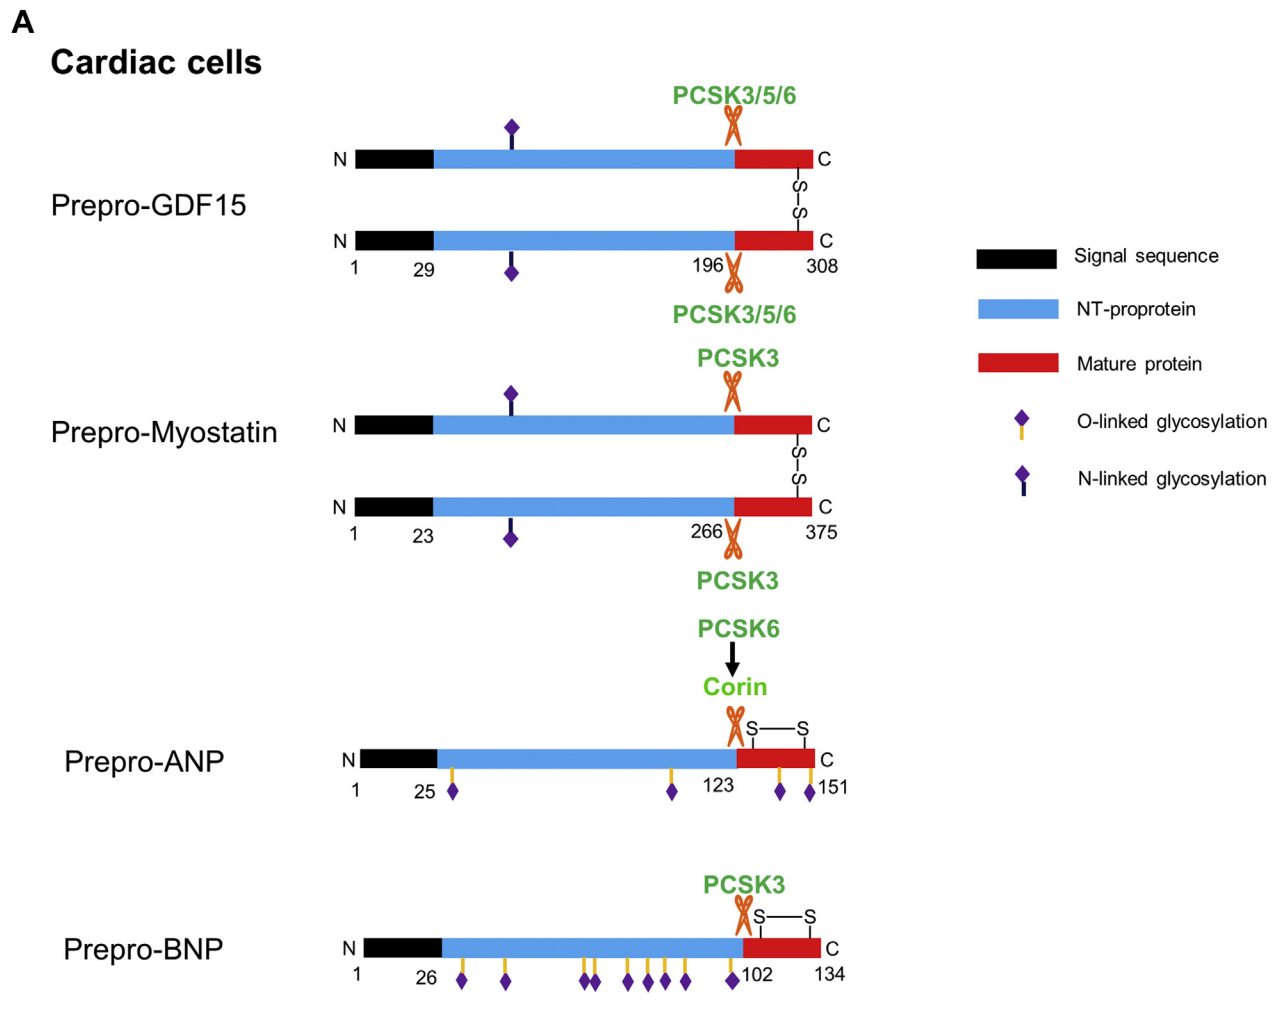 A
Cardiac cells
PCSK3/5/6
N C
S
S
Prepro-GDF15
N C
1 29 196 308
PCSK3/5/6
PCSK3
N C
S
S
Prepro-Myostatin
N C
1 23 266 375
PCSK3
PCSK6
Corin
S S
Prepro-ANP
N C
1 25 123 151
PCSK3
S S
Prepro-BNP
N C
1 26 102 134
Signal sequence
NT-proprotein
Mature protein
O-linked glycosylation
N-linked glycosylation